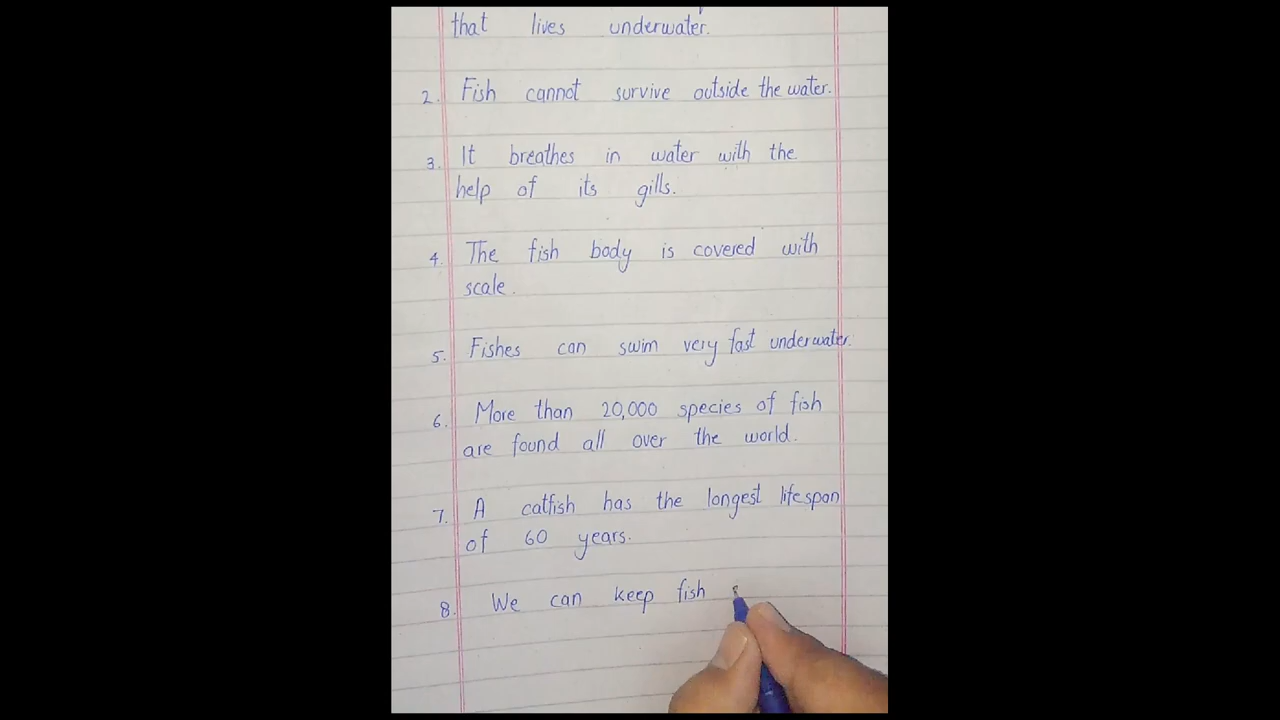 that lives underwater.
2. Fish cannot survive outside the water.
3. It breathes in water with the
help of its gills.
4. The fish body is covered with
scale.
5. Fishes can swim very fast underwater.
6. More than 20,000 species of fish
are found all over the world.
7. A catfish has the longest lifespan
of 60 years.
8. We can keep fish